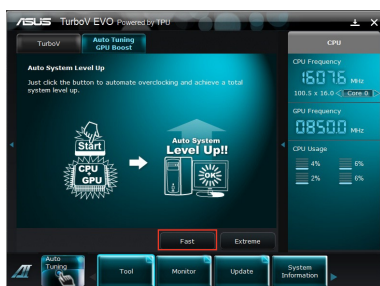 ASUS TurboV EVO Powered by TPU
TurboV
Auto Tuning
GPU Boost
CPU
Auto System Level Up
Just click the button to automate overclocking and achieve a total
system level up.
Start
CPU
GPU
Auto System
Level Up!!
OK
CPU Frequency
1607.6 MHz
100.5 x 16.0 Core 0
GPU Frequency
0850.0 MHz
CPU Usage
4% 6%
2% 6%
Fast
Extreme
Auto
Tuning
Tool
Monitor
Update
System
Information